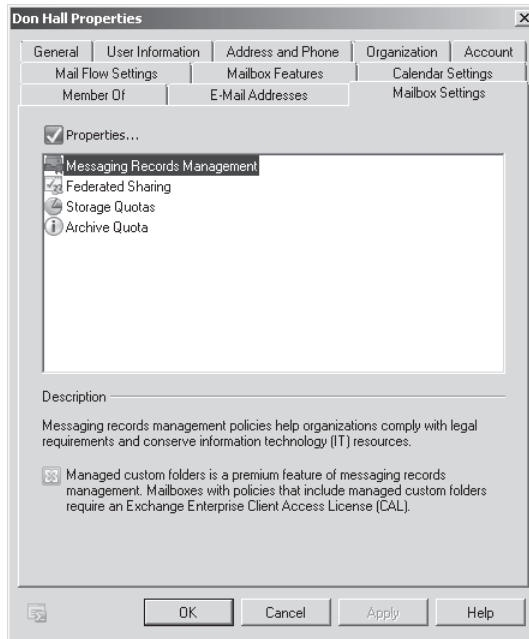 Don Hall Properties
General User Information Address and Phone Organization Account
Mail Flow Settings Mailbox Features Calendar Settings
Member Of E-Mail Addresses Mailbox Settings
Properties...
Messaging Records Management
Federated Sharing
Storage Quotas
Archive Quota
Description
Messaging records management policies help organizations comply with legal
requirements and conserve information technology (IT) resources.
Managed custom folders is a premium feature of messaging records
management. Mailboxes with policies that include managed custom folders
require an Exchange Enterprise Client Access License (CAL).
OK Cancel Apply Help